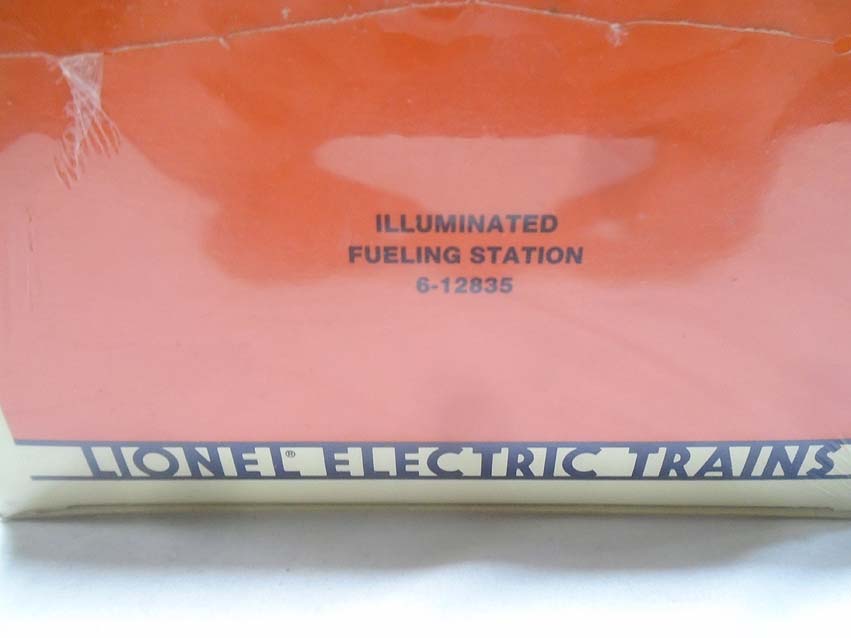 ILLUMINATED
FUELING STATION
6-12835
LIONEL® ELECTRIC TRAINS